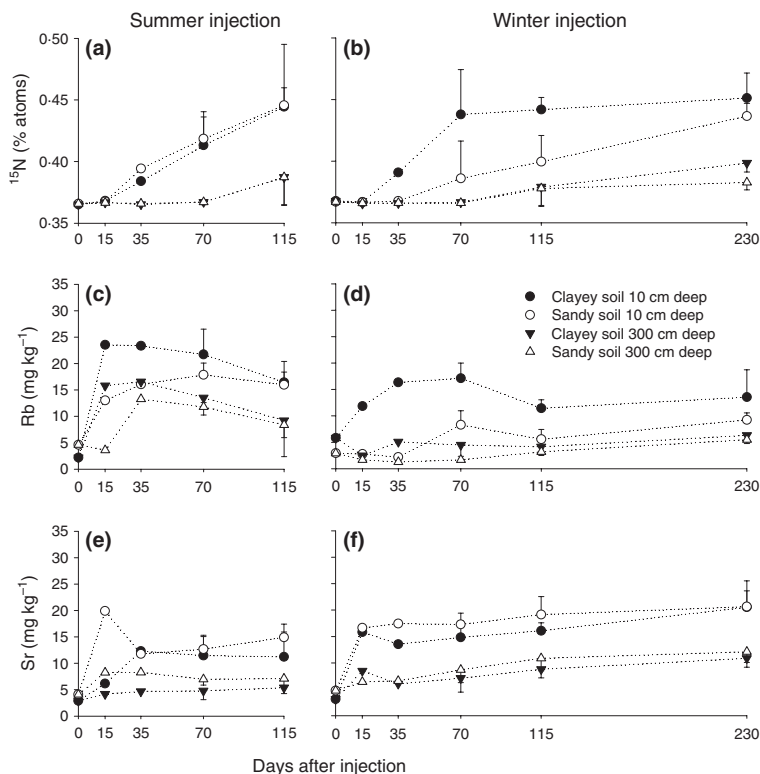 Summer injection
Winter injection
(a)
(b)
0·50
0·45
0·40
0·35
¹⁵N (% atoms)
0 15 35 70 115
0 15 35 70 115 230
(c)
(d)
35
30
25
20
15
10
5
0
Rb (mg kg⁻¹)
Clayey soil 10 cm deep
Sandy soil 10 cm deep
Clayey soil 300 cm deep
Sandy soil 300 cm deep
0 15 35 70 115
0 15 35 70 115 230
(e)
(f)
35
30
25
20
15
10
5
0
Sr (mg kg⁻¹)
0 15 35 70 115
0 15 35 70 115 230
Days after injection